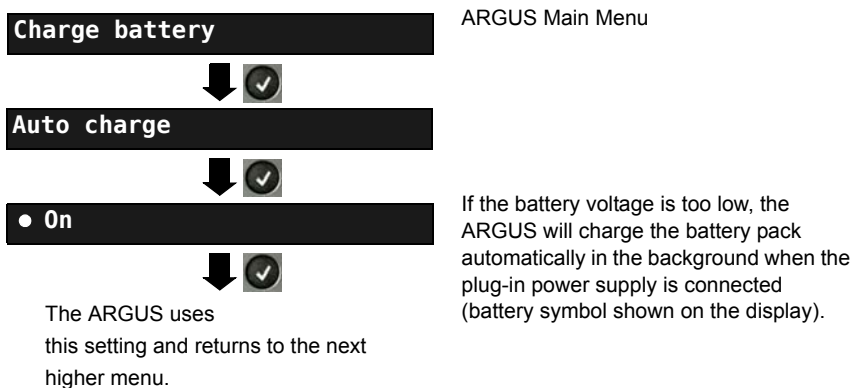 Charge battery
ARGUS Main Menu
Auto charge
On
If the battery voltage is too low, the
ARGUS will charge the battery pack
automatically in the background when the
plug-in power supply is connected
(battery symbol shown on the display).
The ARGUS uses
this setting and returns to the next
higher menu.